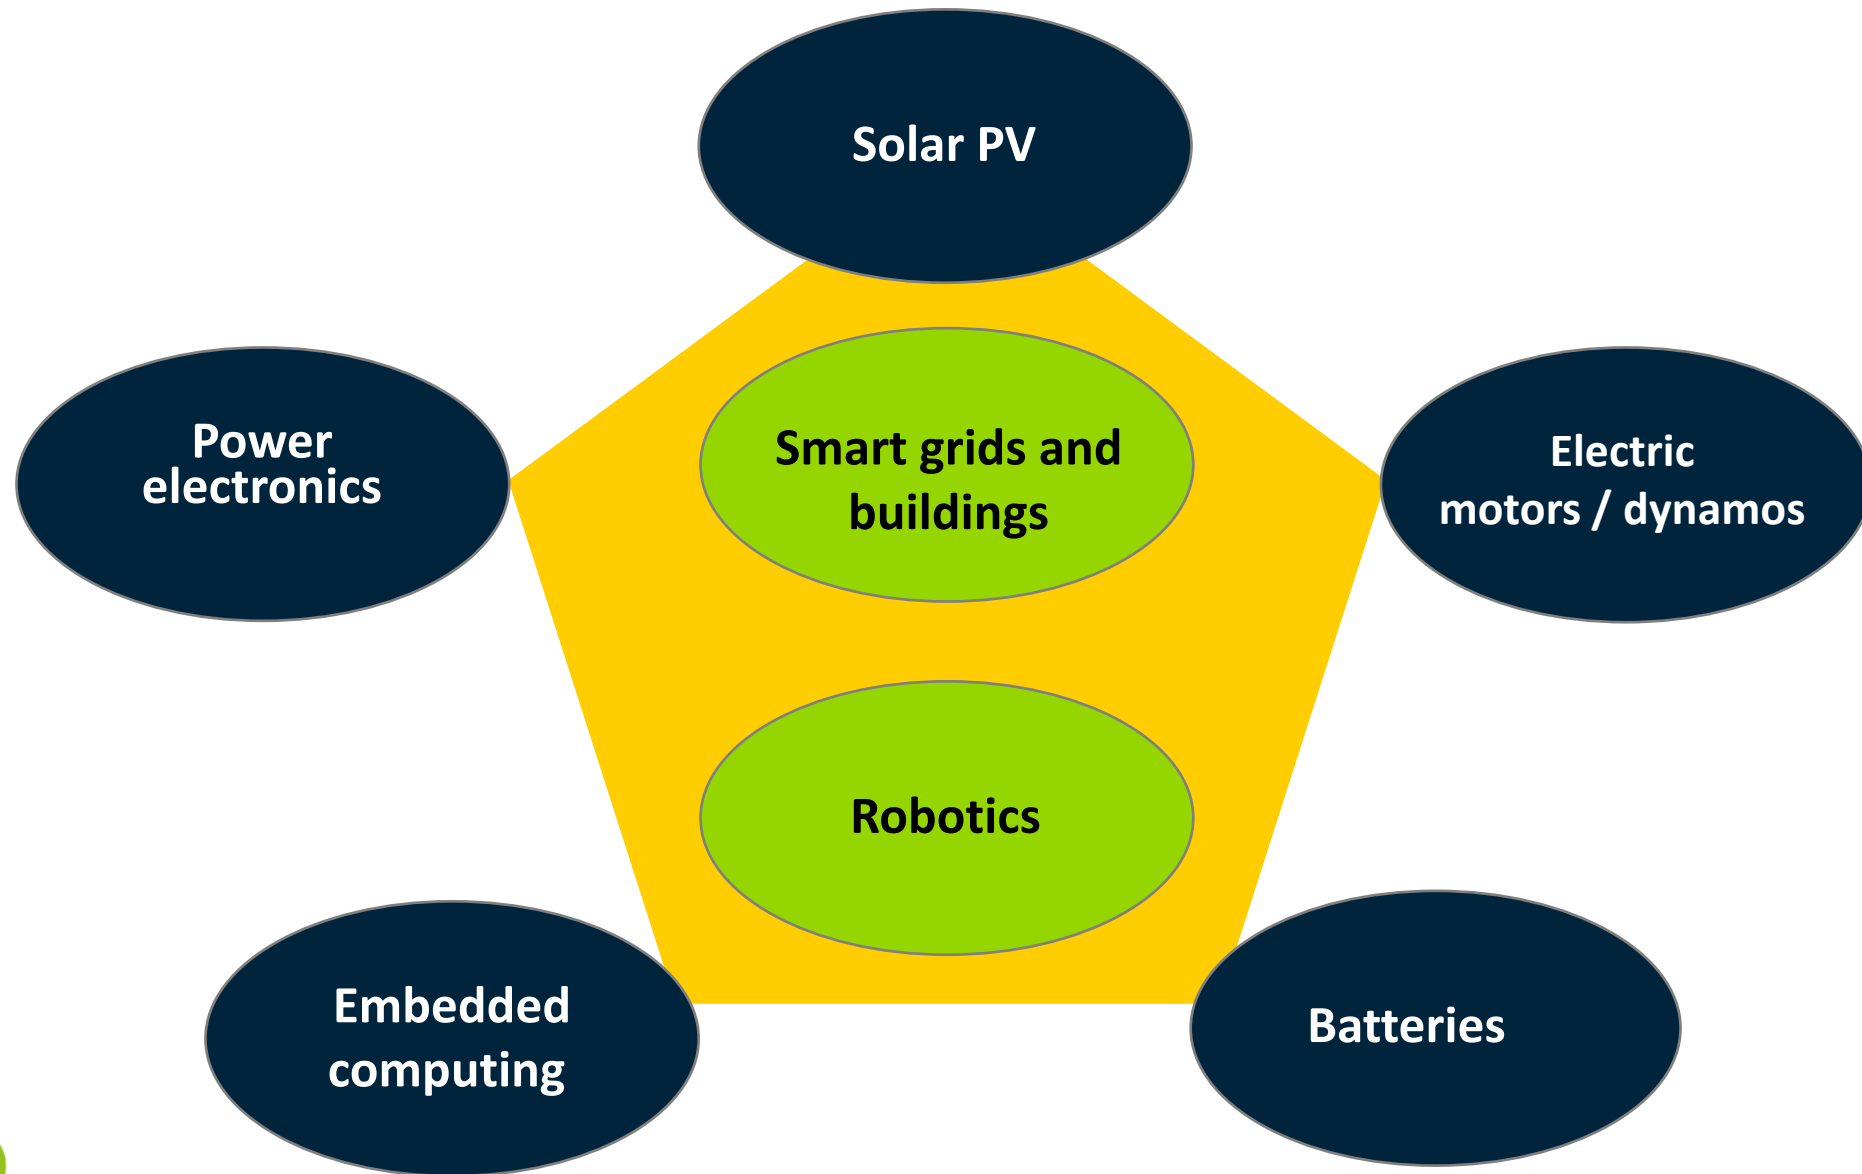 Solar PV
Power
electronics
Smart grids and
buildings
Electric
motors / dynamos
Robotics
Embedded
computing
Batteries